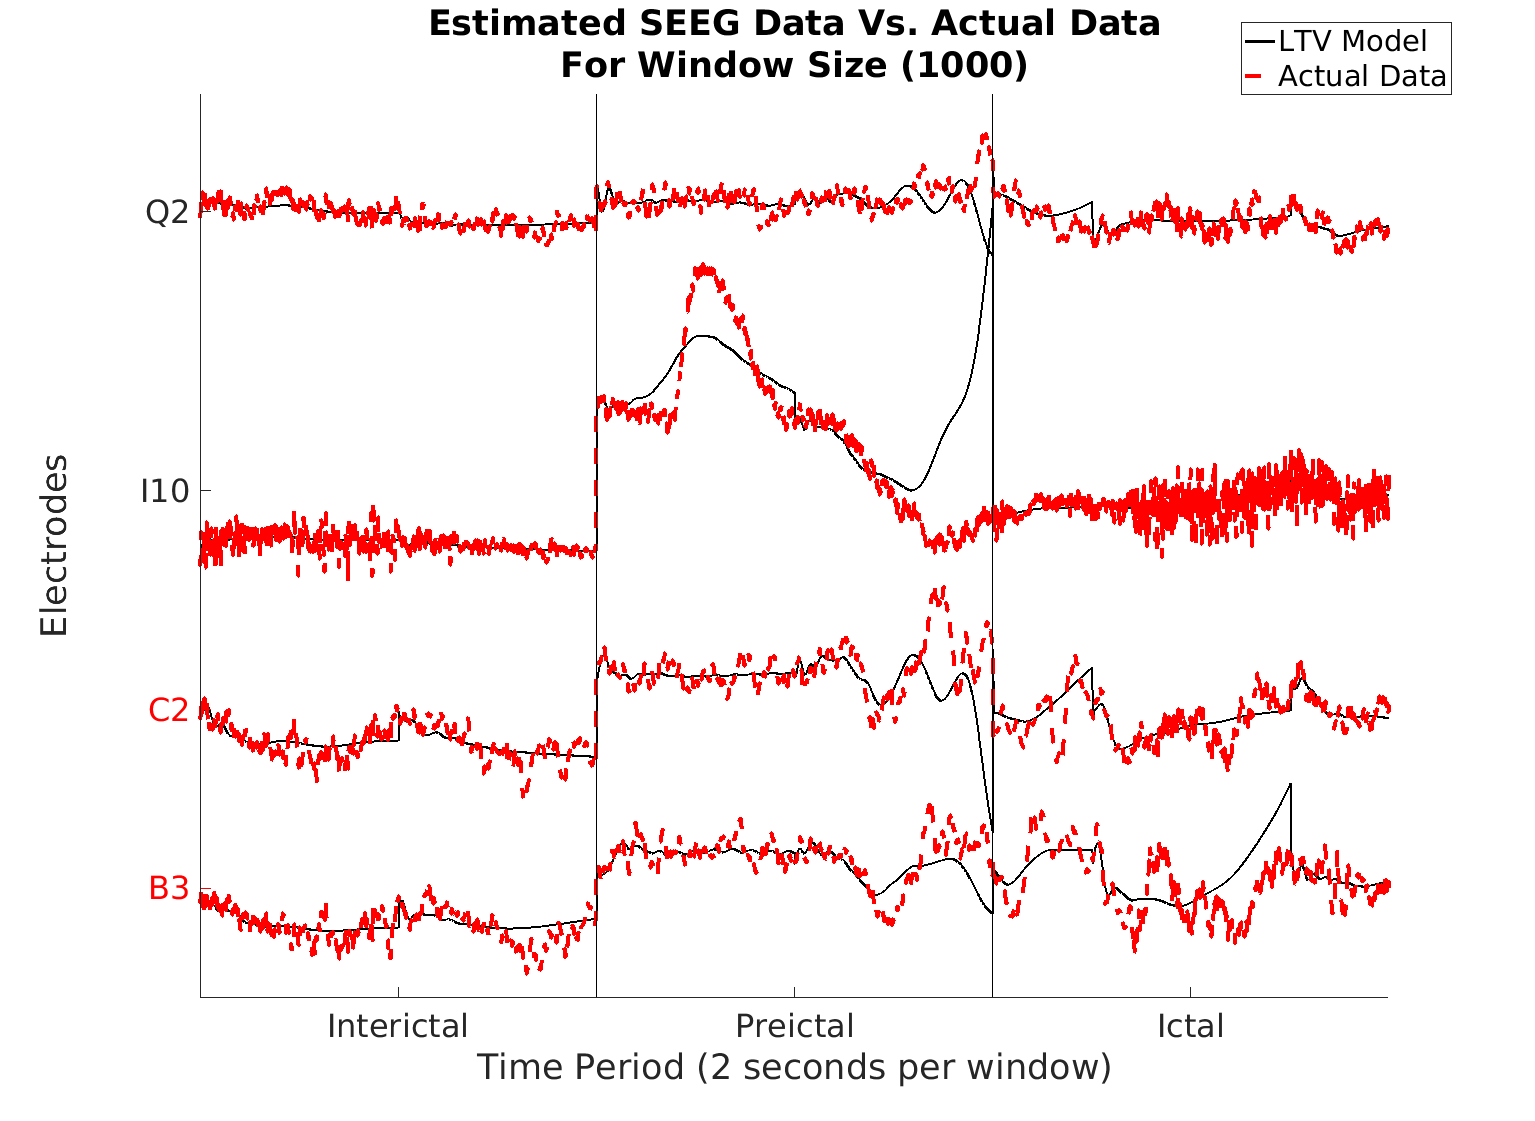 Estimated SEEG Data Vs. Actual Data
For Window Size (1000)
LTV Model
Actual Data
Electrodes
Q2
I10
C2
B3
Interictal
Preictal
Ictal
Time Period (2 seconds per window)